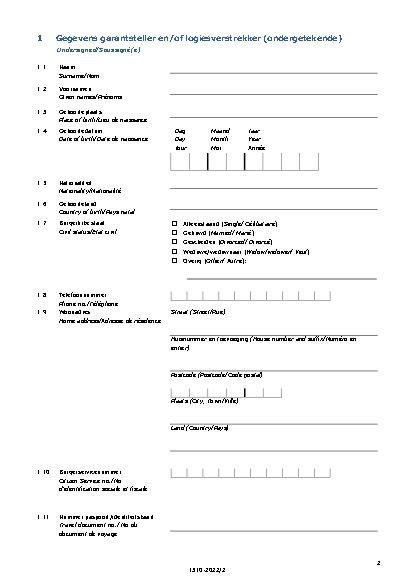 1 Gegevens garantsteller en/of logiesverstrekker (ondergetekende)
Undersigned/Soussigné(e)
1.1 Naam
Surname/Nom
1.2 Voornamen
Given names/Prénoms
1.3 Geboorteplaats
Place of birth/Lieu de naissance
1.4 Geboortedatum Dag Maand Jaar
Date of birth/Date de naissance Day Month Year
Jour Moi Année
1.5 Nationaliteit
Nationality/Nationalité
1.6 Geboorteland
Country of birth/Pays natal
1.7 Burgerlijke staat Alleenstaand (Single/Célibataire)
Civil status/Etat civil Gehuwd (Married/Marié)
Gescheiden (Divorced/Divorcé)
Weduwe/weduwnaar (Widow/widower/Veuf)
Overig (Other/Autre):
1.8 Telefoonnummer
Phone no./Téléphone
1.9 Woonadres Straat (Street/Rue)
Home address/Adresse de résidence
Huisnummer en toevoeging (House number and suffix/Numéro en
entier)
Postcode (Postcode/Code postal)
Plaats (City, Town/Ville)
Land (Country/Pays)
1.10 Burgerservicenummer
Citizen Service no./No
d'identification sociale et fiscale
1.11 Nummer paspoort/identiteitskaart
Travel document no./No du
document de voyage
2
1310-2022/2